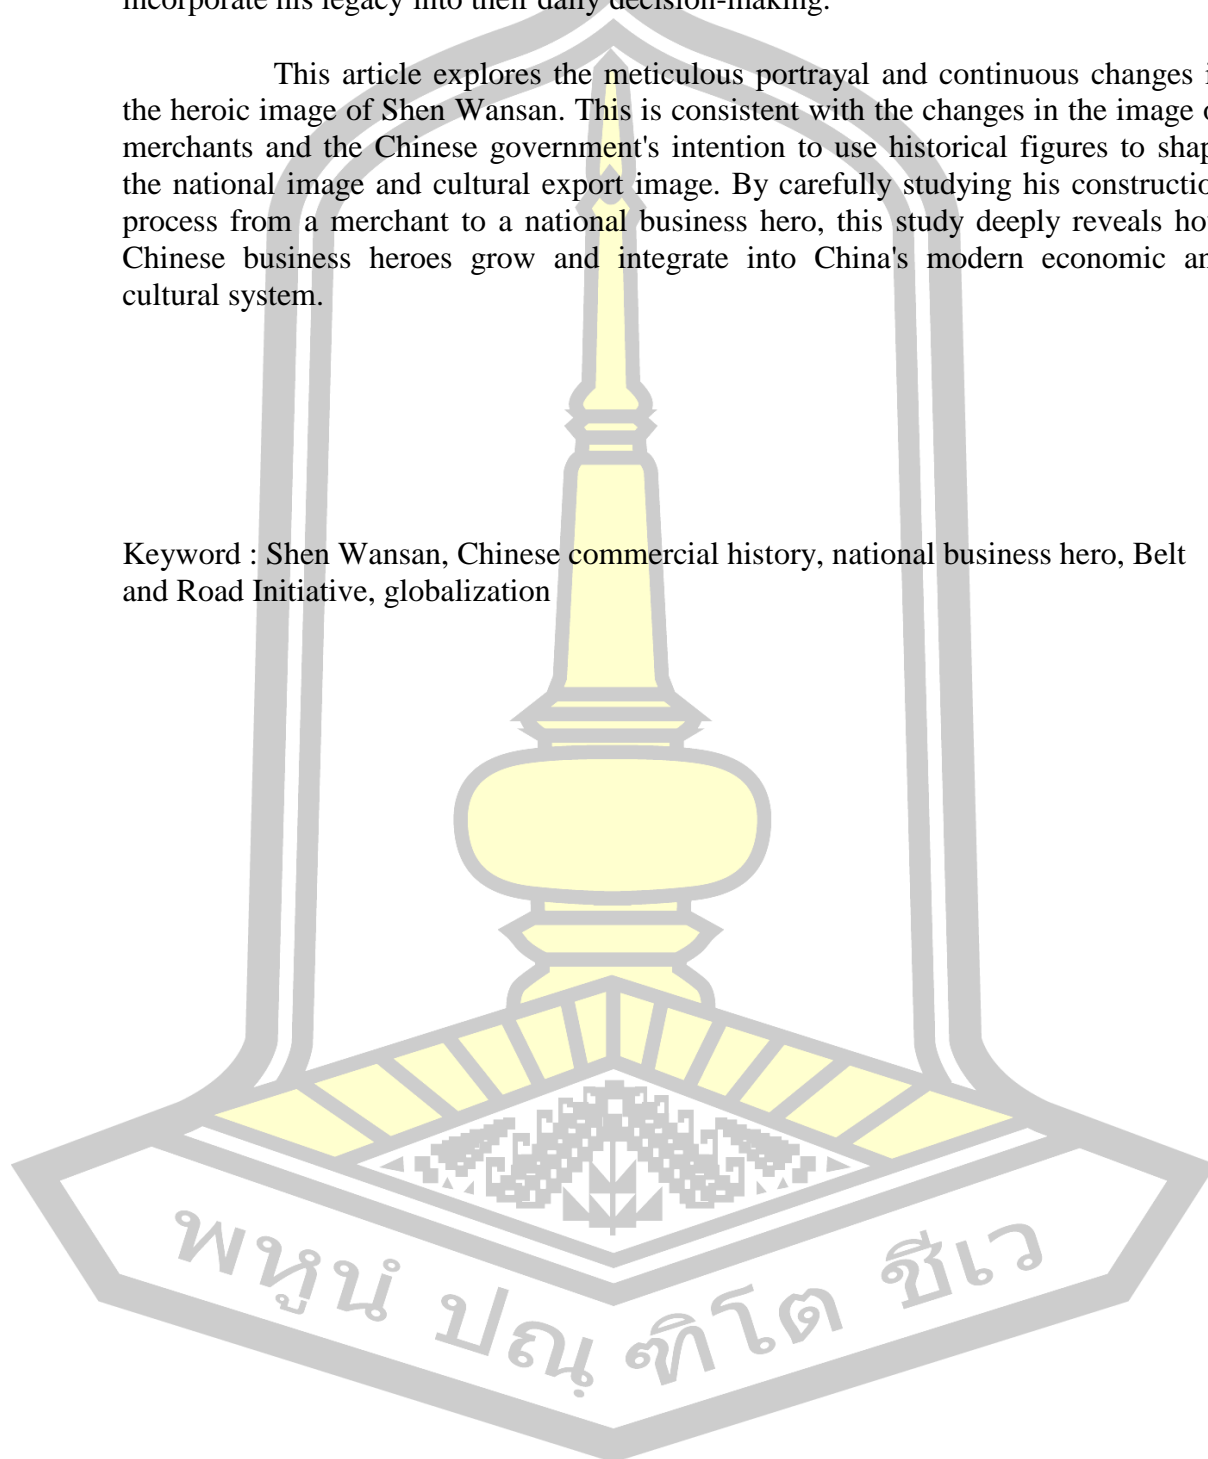 incorporate his legacy into their daily decision-making.
This article explores the meticulous portrayal and continuous changes i
the heroic image of Shen Wansan. This is consistent with the changes in the image o
merchants and the Chinese government's intention to use historical figures to shap
the national image and cultural export image. By carefully studying his constructio
process from a merchant to a national business hero, this study deeply reveals how
Chinese business heroes grow and integrate into China's modern economic an
cultural system.
Keyword : Shen Wansan, Chinese commercial history, national business hero, Belt
and Road Initiative, globalization
พหูนํ ปณฺฑิโต ชีเว